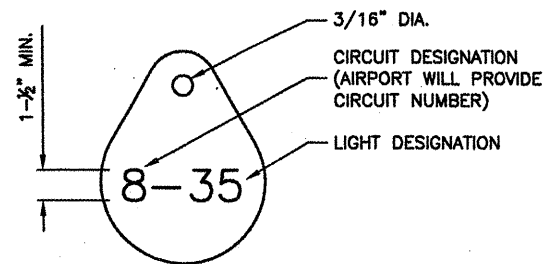 3/16" DIA.
1-½" MIN.
CIRCUIT DESIGNATION
(AIRPORT WILL PROVIDE
CIRCUIT NUMBER)
LIGHT DESIGNATION
8-35